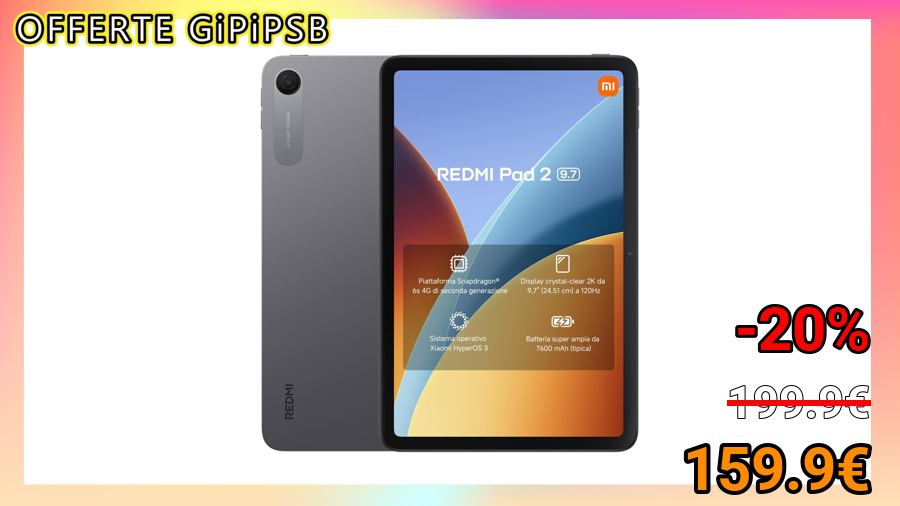 OFFERTE GiPiPSB
mi
REDMI Pad 2 9.7
Piattaforma Snapdragon®
6s 4G di seconda generazione
Display crystal-clear 2K da
9.7" (24,51 cm) a 120Hz
Sistema operativo
Xiaomi HyperOS 3
Batteria super ampia da
7600 mAh (tipica)
REDMI
-20%
199.9€
159.9€